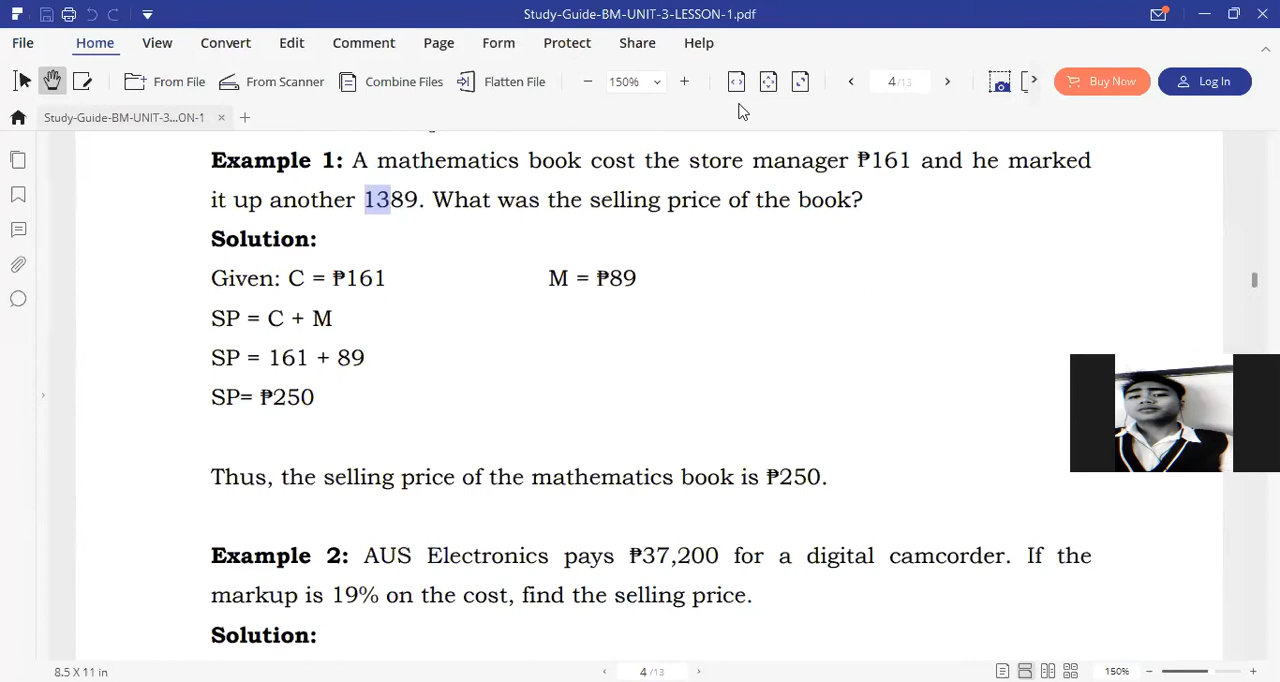 Study-Guide-BM-UNIT-3-LESSON-1.pdf
File Home View Convert Edit Comment Page Form Protect Share Help
From File From Scanner Combine Files Flatten File 150% 4/13 Buy Now Log In
Study-Guide-BM-UNIT-3...ON-1
Example 1: A mathematics book cost the store manager ₱161 and he marked
it up another 1389. What was the selling price of the book?
Solution:
Given: C = ₱161 M = ₱89
SP = C + M
SP = 161 + 89
SP= ₱250
Thus, the selling price of the mathematics book is ₱250.
Example 2: AUS Electronics pays ₱37,200 for a digital camcorder. If the
markup is 19% on the cost, find the selling price.
Solution:
8.5 X 11 in 4 /13 150%